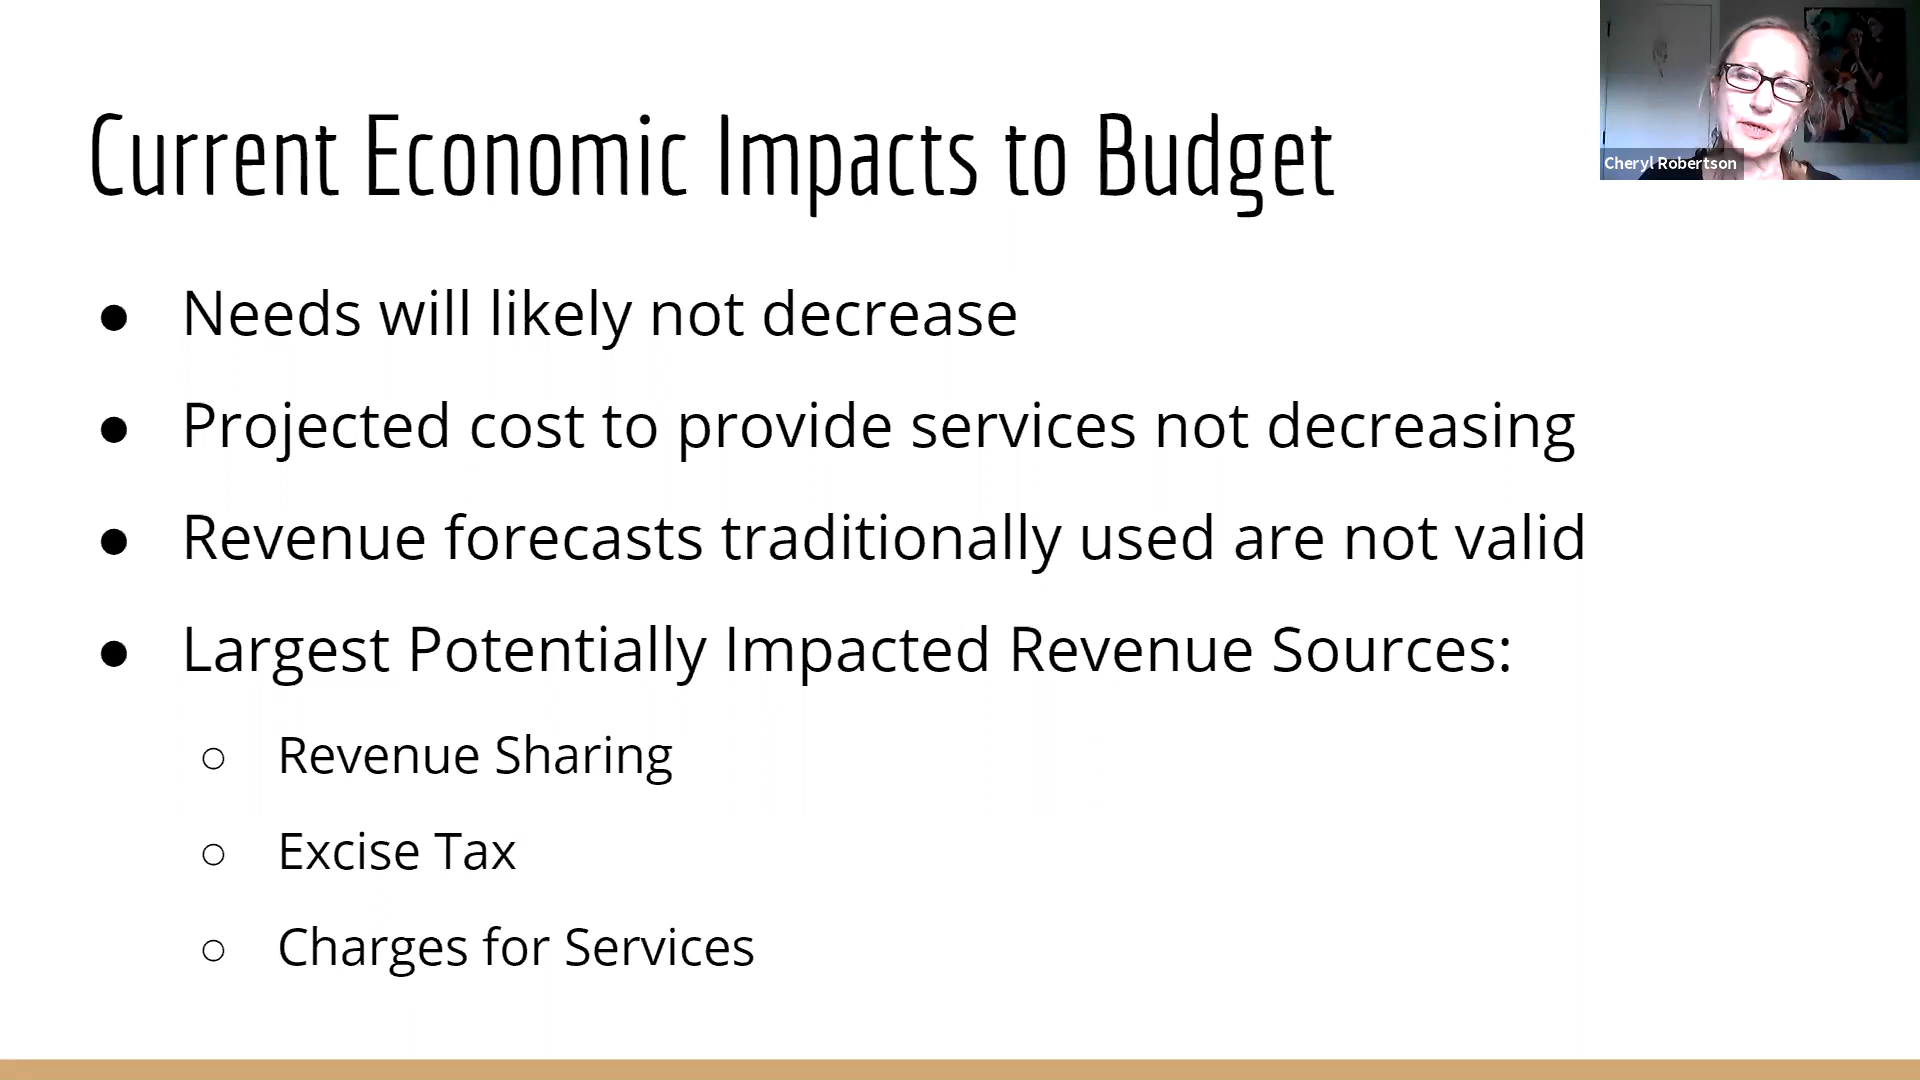 Current Economic Impacts to Budget
Cheryl Robertson
● Needs will likely not decrease
● Projected cost to provide services not decreasing
● Revenue forecasts traditionally used are not valid
● Largest Potentially Impacted Revenue Sources:
○ Revenue Sharing
○ Excise Tax
○ Charges for Services